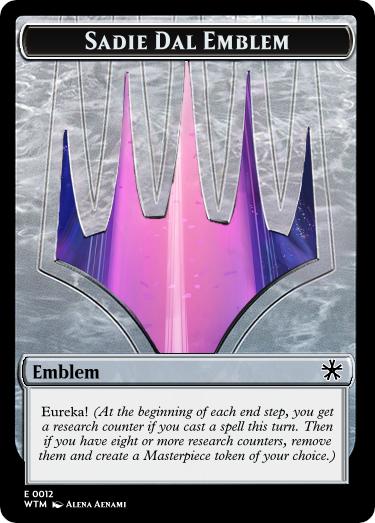 Sadie Dal Emblem
Emblem
Eureka! (At the beginning of each end step, you get
a research counter if you cast a spell this turn. Then
if you have eight or more research counters, remove
them and create a Masterpiece token of your choice.)
E 0012
WTM Alena Aenami